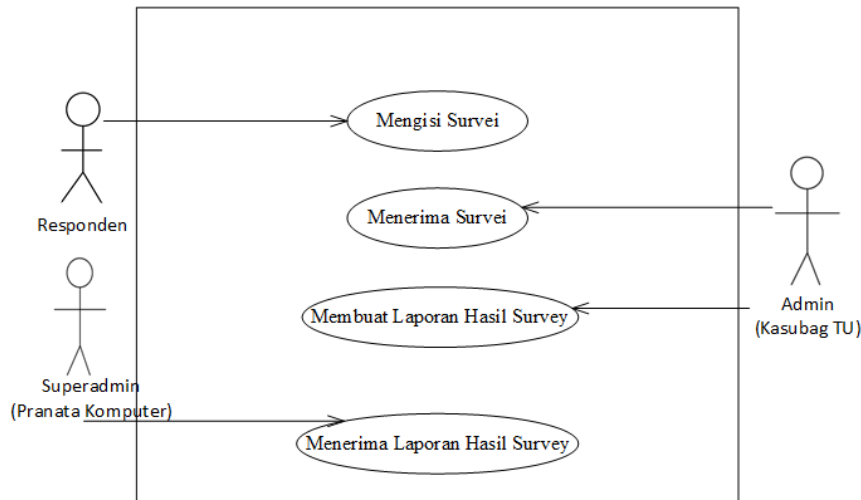 Mengisi Survei
Responden
Menerima Survei
Admin
(Kasubag TU)
Membuat Laporan Hasil Survey
Superadmin
(Pranata Komputer)
Menerima Laporan Hasil Survey